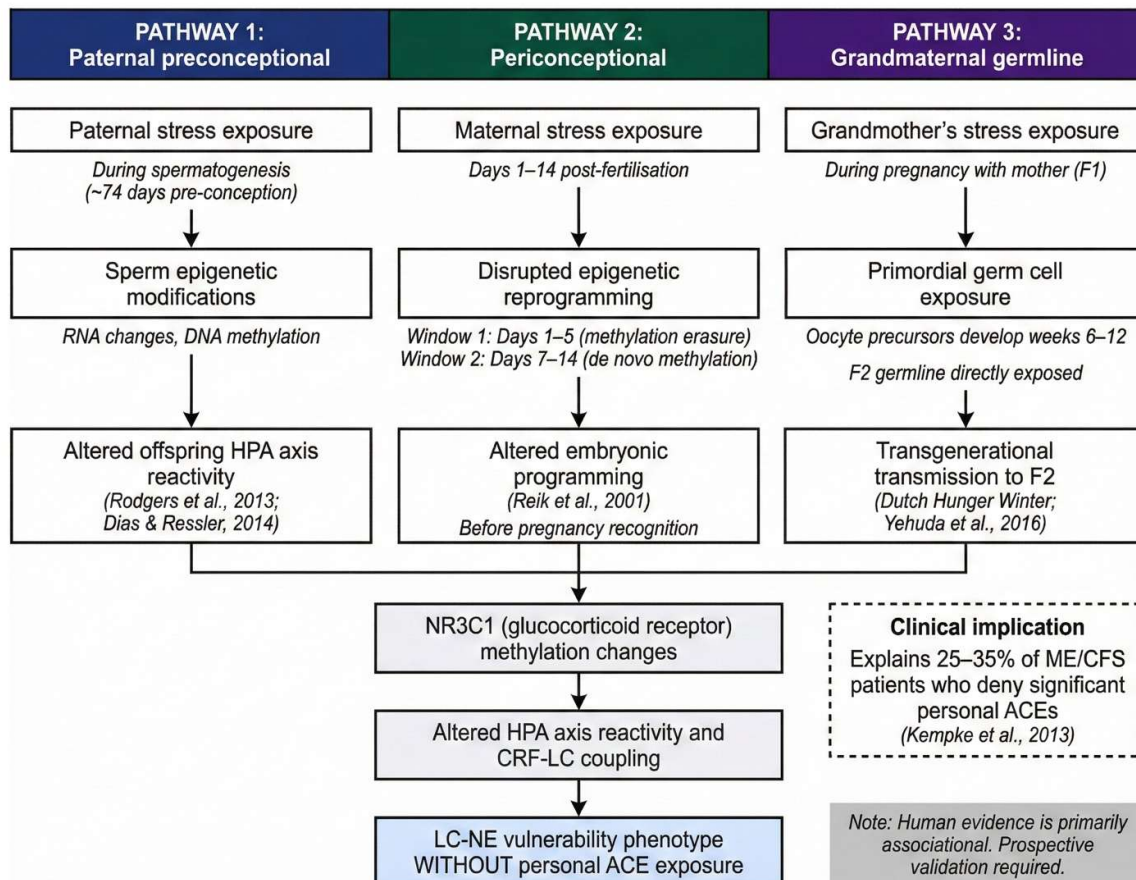 PATHWAY 1:
Paternal preconceptional
PATHWAY 2:
Periconceptional
PATHWAY 3:
Grandmaternal germline
Paternal stress exposure
During spermatogenesis
(~74 days pre-conception)
Sperm epigenetic
modifications
RNA changes, DNA methylation
Altered offspring HPA axis
reactivity
(Rodgers et al., 2013;
Dias & Ressler, 2014)
Maternal stress exposure
Days 1–14 post-fertilisation
Disrupted epigenetic
reprogramming
Window 1: Days 1–5 (methylation erasure)
Window 2: Days 7–14 (de novo methylation)
Altered embryonic
programming
(Reik et al., 2001)
Before pregnancy recognition
Grandmother's stress exposure
During pregnancy with mother (F1)
Primordial germ cell
exposure
Oocyte precursors develop weeks 6–12
F2 germline directly exposed
Transgenerational
transmission to F2
(Dutch Hunger Winter;
Yehuda et al., 2016)
NR3C1 (glucocorticoid receptor)
methylation changes
Altered HPA axis reactivity and
CRF-LC coupling
LC-NE vulnerability phenotype
WITHOUT personal ACE exposure
Clinical implication
Explains 25–35% of ME/CFS
patients who deny significant
personal ACEs
(Kempke et al., 2013)
Note: Human evidence is primarily
associational. Prospective
validation required.